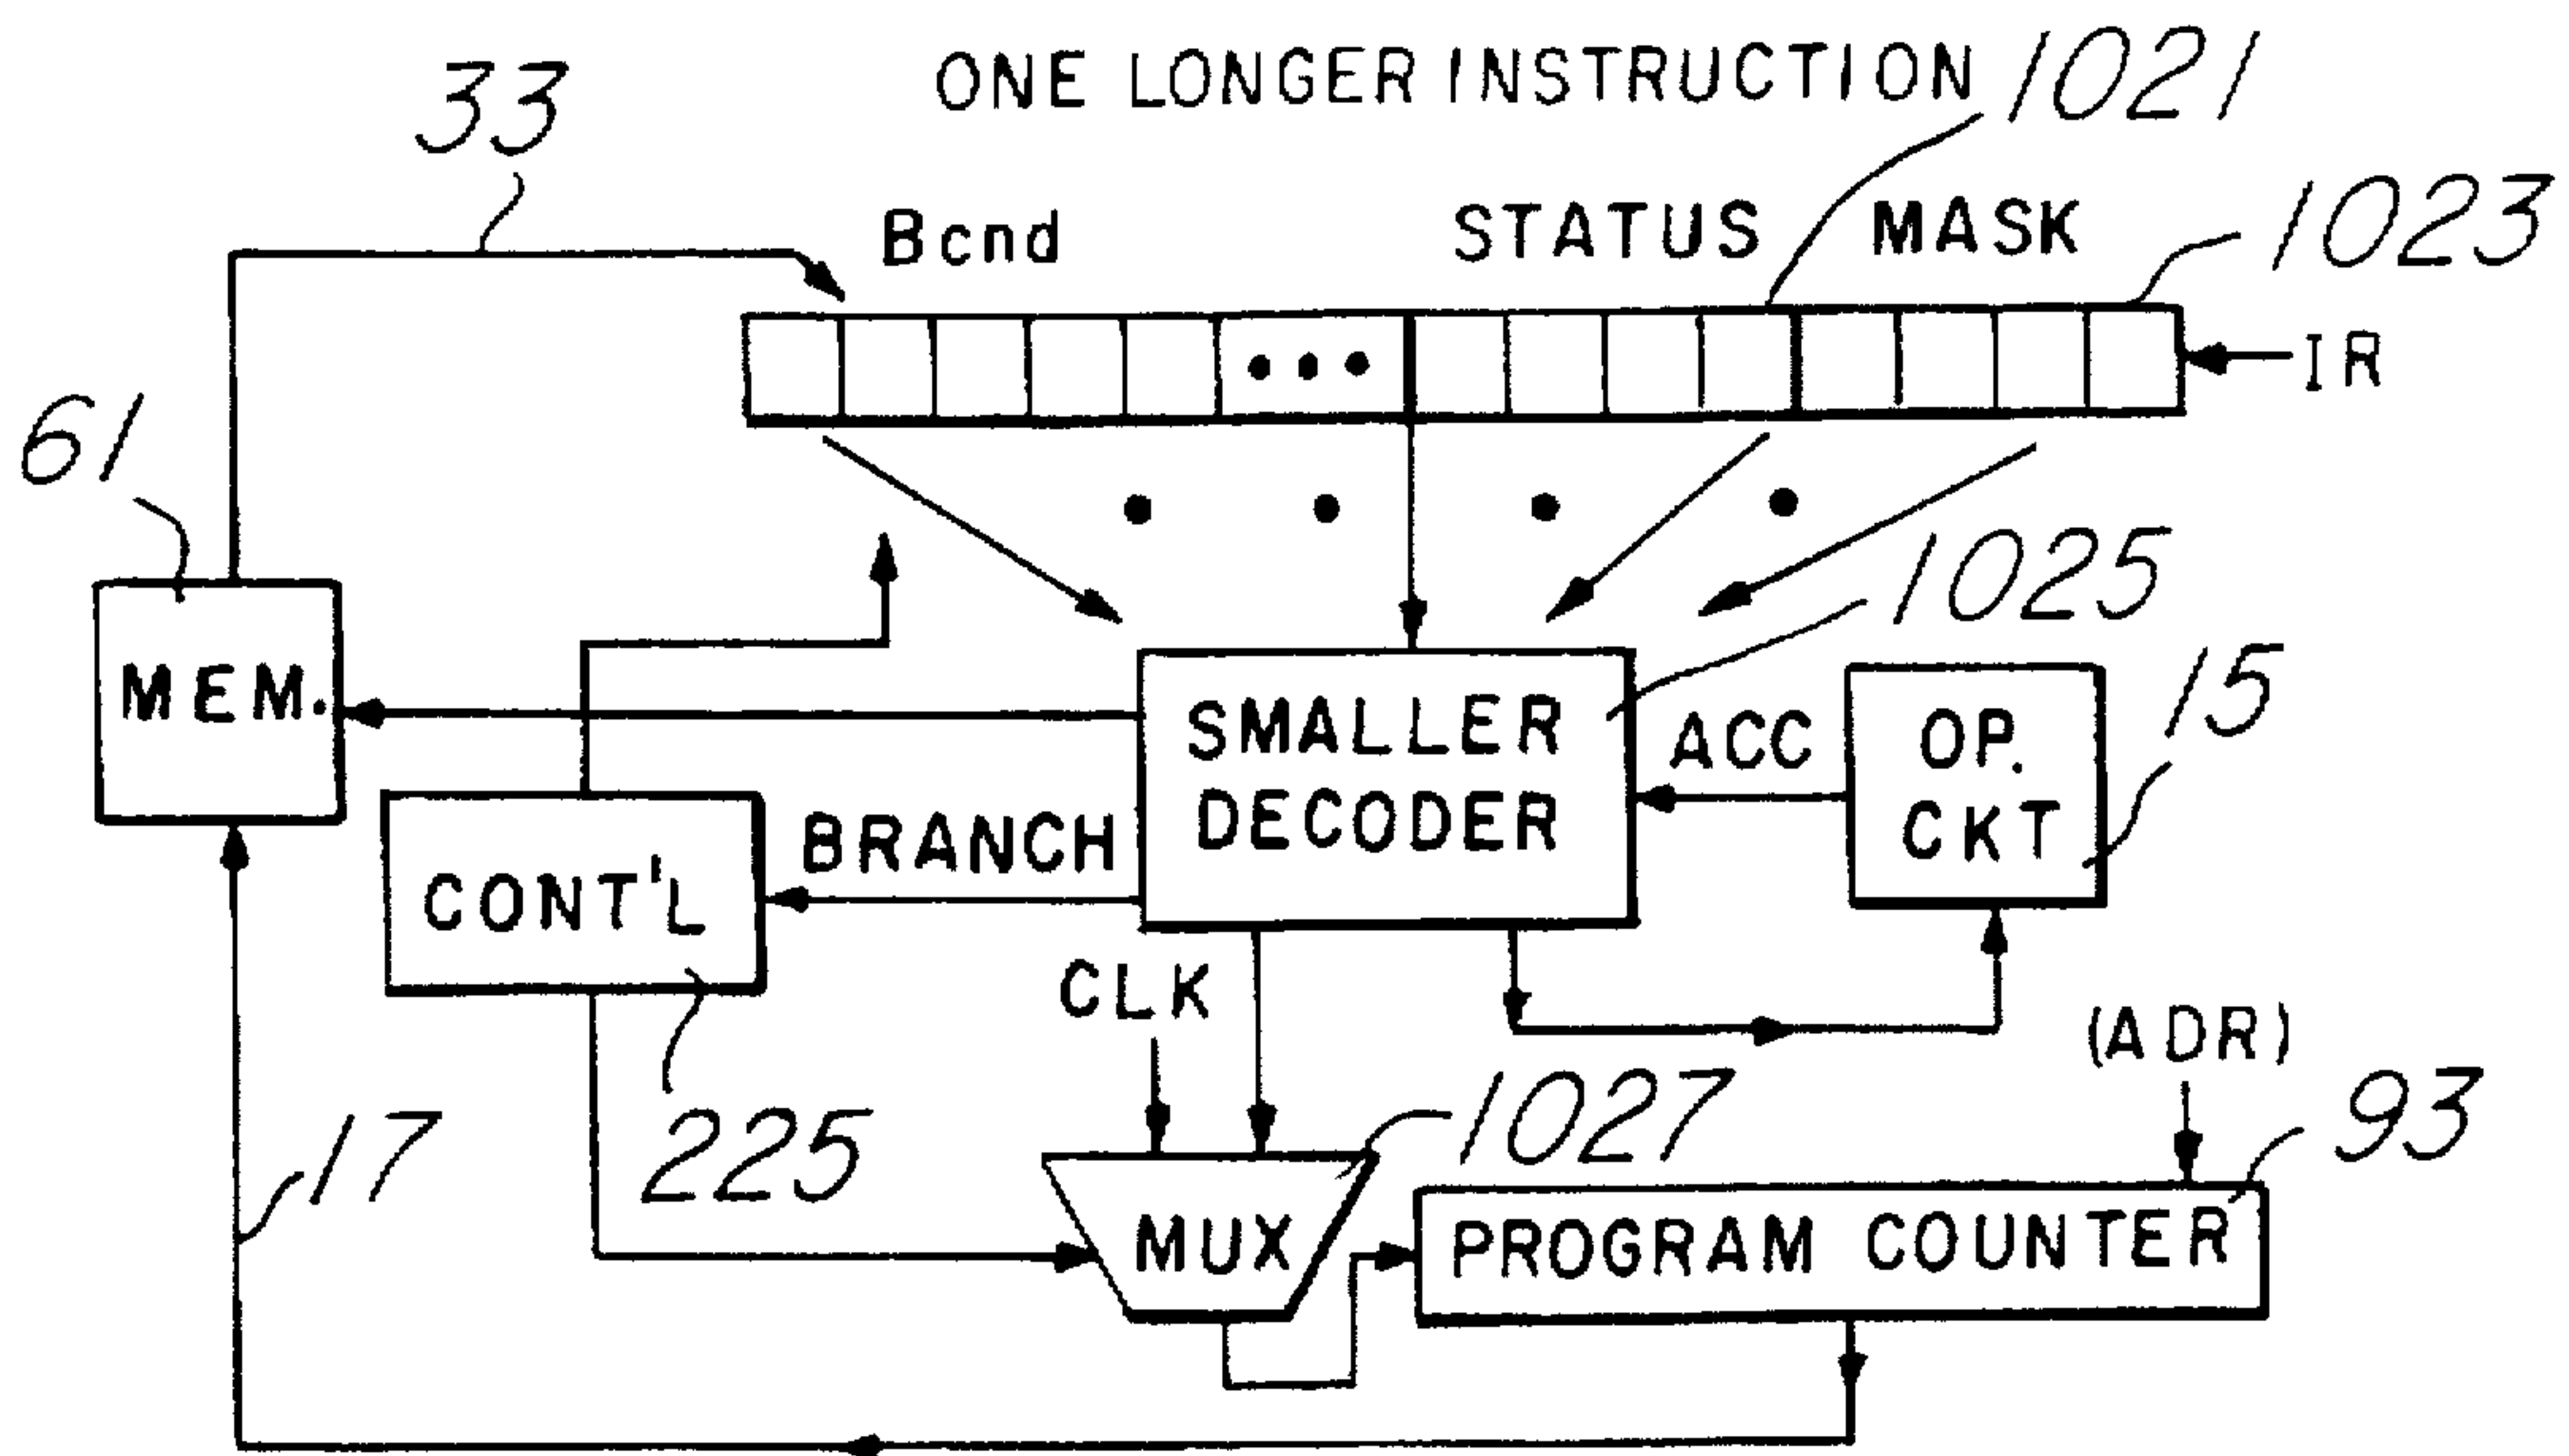 33
ONE LONGER INSTRUCTION
1021
Bcnd
STATUS MASK
1023
IR
61
1025
MEM.
SMALLER
DECODER
ACC
OP.
CKT
15
BRANCH
CONT'L
CLK
(ADR)
17
225
1027
93
MUX
PROGRAM COUNTER